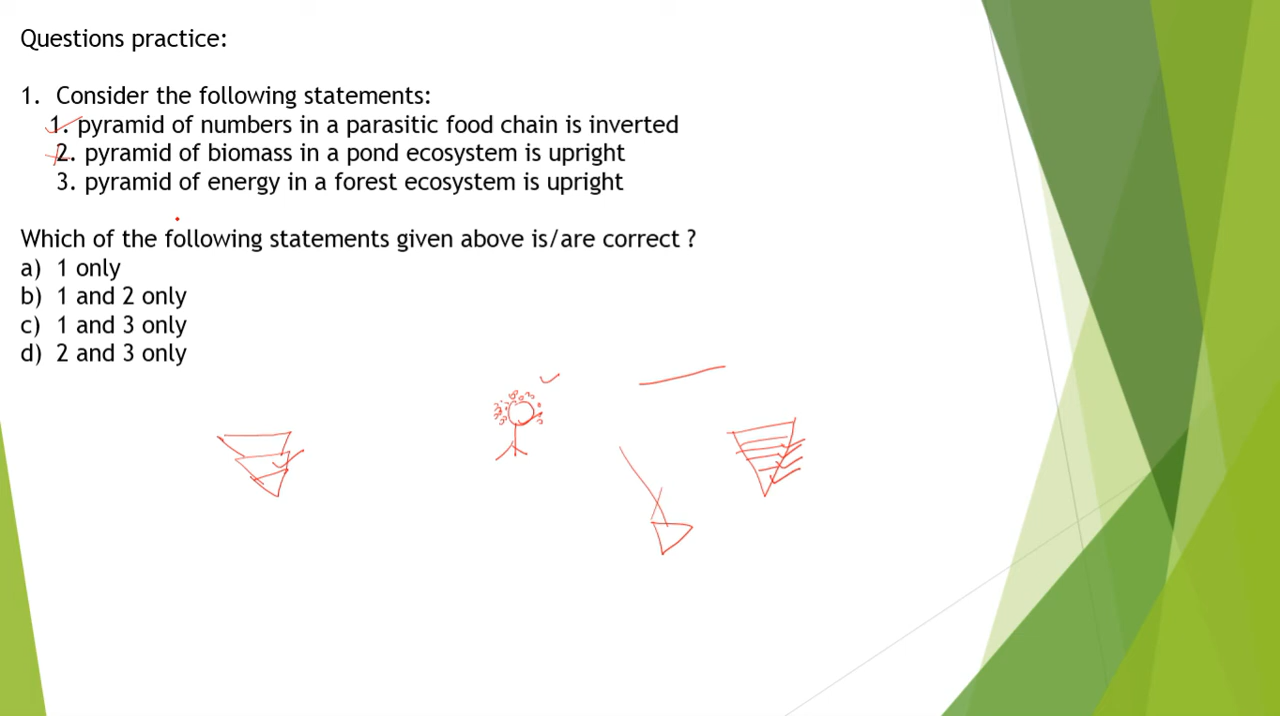 Questions practice:
1. Consider the following statements:
1. pyramid of numbers in a parasitic food chain is inverted
2. pyramid of biomass in a pond ecosystem is upright
3. pyramid of energy in a forest ecosystem is upright
Which of the following statements given above is/are correct ?
a) 1 only
b) 1 and 2 only
c) 1 and 3 only
d) 2 and 3 only